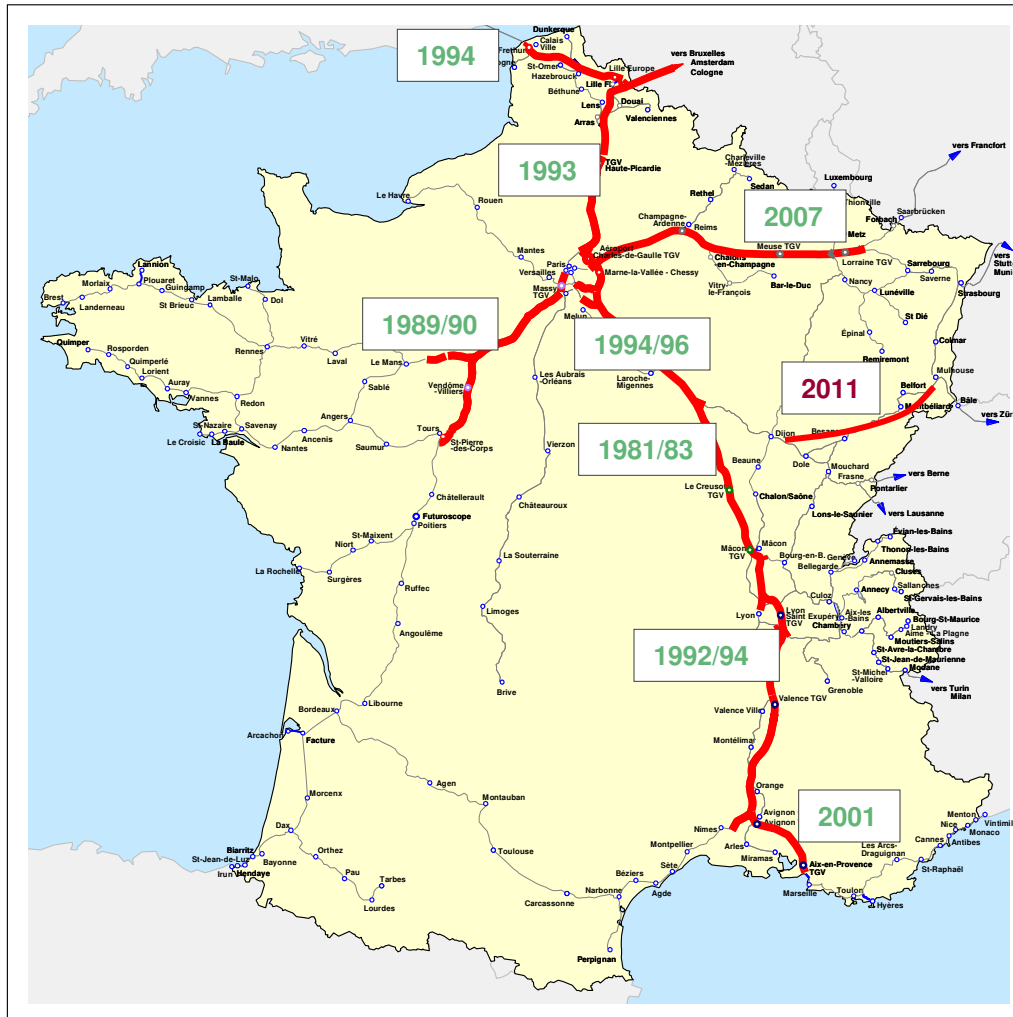 Dunkerque
Calais
Ville
1994
Frethun
St-Omer
Hazebrouck
Béthune
Lille Europe
Lille Fl.
vers Bruxelles
Amsterdam
Cologne
Lens
Douai
Valenciennes
Arras
1993
TGV
Haute-Picardie
Charleville
-Mézières
Sedan
Rethel
Luxembourg
vers Francfort
Thionville
Forbach
Saarbrücken
2007
Le Havre
Rouen
Champagne-
Ardenne
Reims
Meuse TGV
Metz
Lorraine TGV
Mantes
Paris
Versailles
Massy
TGV
Aéroport
Charles-de-Gaulle TGV
Marne-la-Vallée - Chessy
Melun
Chalons
-en-Champagne
Vitry
-le-François
Bar-le-Duc
Nancy
Lunéville
Sarrebourg
Saverne
Strasbourg
vers
Stutt
Muni
St Dié
Épinal
Remiremont
Colmar
Mulhouse
Belfort
Montbéliard
Bâle
vers Zür
Lannion
Morlaix
Plouaret
Guingamp
Brest
Landerneau
St Brieuc
Lamballe
St-Malo
Dol
Quimper
Rosporden
Quimperlé
Lorient
Auray
Vannes
Rennes
Vitré
Laval
Redon
1989/90
Le Mans
Sablé
Vendôme
-Villiers
Angers
Ancenis
Saumur
Tours
St-Pierre
-des-Corps
St-Nazaire
Savenay
Le Croisic
La Baule
Nantes
1994/96
Les Aubrais
-Orléans
Laroche-
Migennes
2011
Dijon
Dole
Mouchard
Frasne
Pontarlier
vers Berne
vers Lausanne
Vierzon
1981/83
Beaune
Le Creusot
TGV
Chalon/Saône
Lons-le-Saunier
Châteauroux
Châtellerault
Futuroscope
Poitiers
St-Maixent
Niort
La Rochelle
Surgères
Ruffec
La Souterraine
Limoges
Angoulême
Brive
Mâcon
TGV
Mâcon
Bourg-en-B.
Genève
Bellegarde
Évian-les-Bains
Thonon-les-Bains
Annemasse
Cluses
Sallanches
St-Gervais-les-Bains
Annecy
Culoz
Aix-les
-Bains
Chambéry
Albertville
Bourg-St-Maurice
Landry
Aime - La Plagne
Moutiers-Salins
St-Avre-la-Chambre
St-Jean-de-Maurienne
Modane
St-Michel
-Valloire
vers Turin
Milan
Lyon
Lyon
Saint Exupéry
TGV
1992/94
Grenoble
Valence TGV
Valence Ville
Montélimar
Bordeaux
Libourne
Arcachon
Facture
Morcenx
Dax
Agen
Montauban
Toulouse
Orthez
Pau
Tarbes
Lourdes
Biarritz
St-Jean-de-Luz
Irun
Hendaye
Bayonne
Orange
Avignon
Avignon
2001
Nîmes
Arles
Miramas
Aix-en-Provence
TGV
Marseille
Toulon
Hyères
Les Arcs-
Draguignan
St-Raphaël
Cannes
Antibes
Nice
Monaco
Menton
Vintimil
Montpellier
Sète
Agde
Béziers
Narbonne
Carcassonne
Perpignan